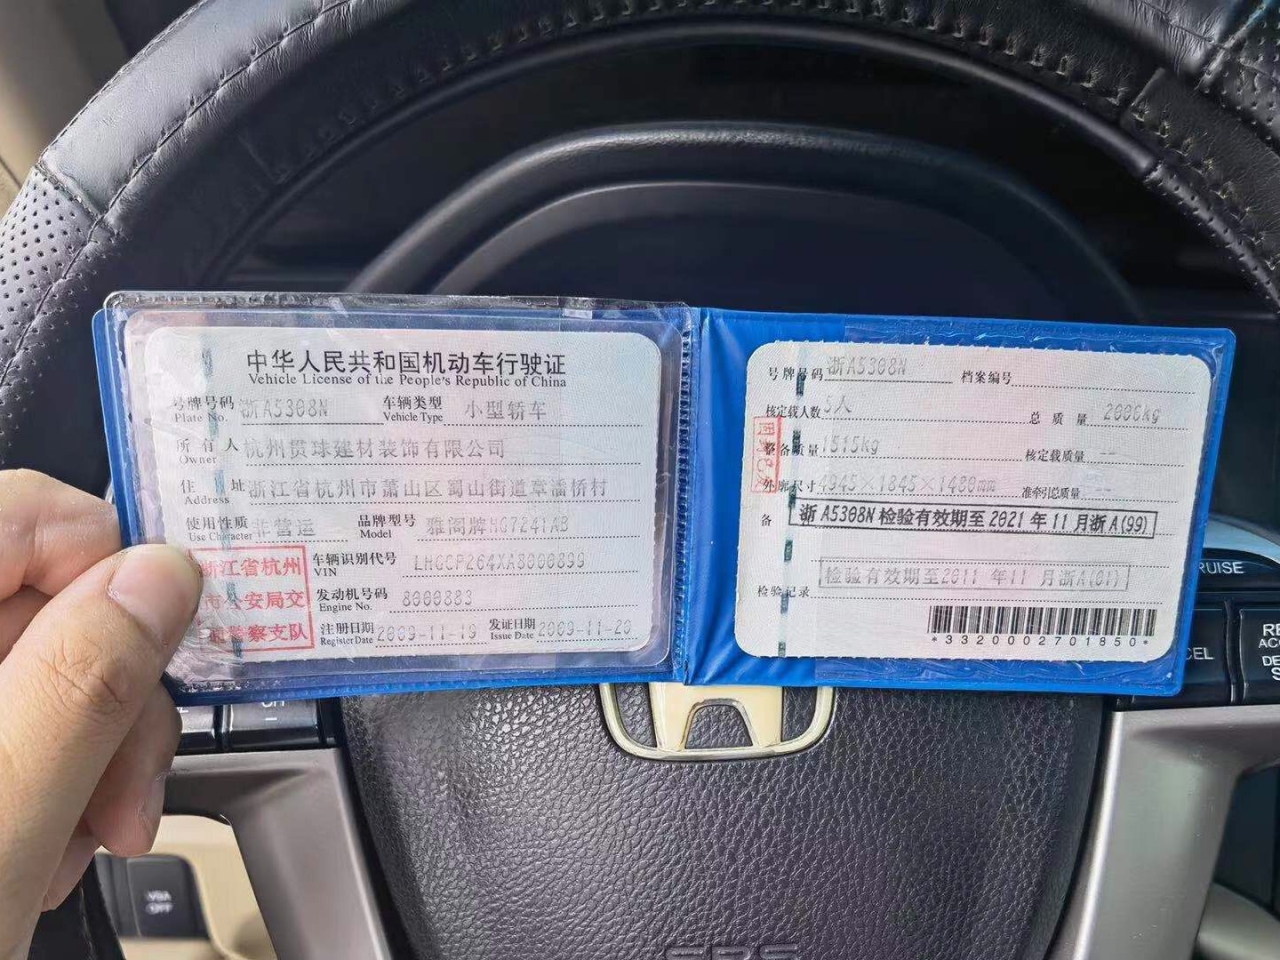 中华人民共和国机动车行驶证
Vehicle License of the People's Republic of China
号牌号码 浙A5308N 车辆类型 小型轿车
Plate No. Vehicle Type
所有人 杭州贯球建材装饰有限公司
Owner
住址 浙江省杭州市萧山区蜀山街道章潘桥村
Address
使用性质 非营运 品牌型号 雅阁牌HG7241AB
Use Character Model
浙江省杭州
市公安局交
通警察支队
车辆识别代号 LHGCP264XA8000899
VIN
发动机号码 8000883
Engine No.
注册日期 2009-11-19 发证日期 2009-11-20
Register Date Issue Date
号牌号码 浙A5308N 档案编号
核定载人数 5人 总质量 2000kg
整备质量 1515kg 核定载质量 --
外廓尺寸 4945×1845×1480mm 准牵引总质量 --
备
浙A5308N检验有效期至2021年11月浙A(99)
检验有效期至2011年11月浙A(01)
检验记录
*3320002701850*
RUISE
CEL
VSA
OFF
SRS